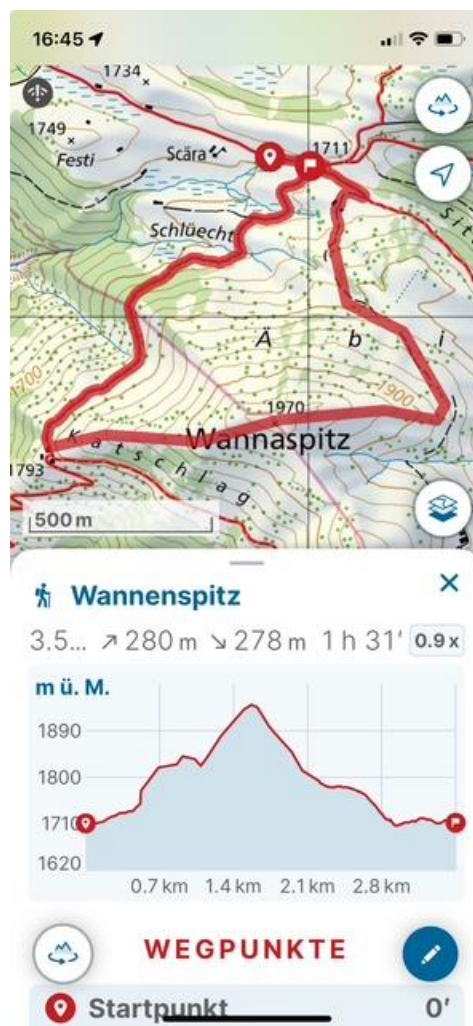 16:45
1734
1749
Festi
Scära
1711
Schlüecht
Sit
Ä b i
1700
1900
1970
Wannaspitz
Katschlag
1793
500 m
Wannenspitz
3.5... ↗ 280 m ↘ 278 m 1 h 31' 0.9 x
m ü. M.
1890
1800
1710
1620
0.7 km 1.4 km 2.1 km 2.8 km
WEGPUNKTE
Startpunkt 0'